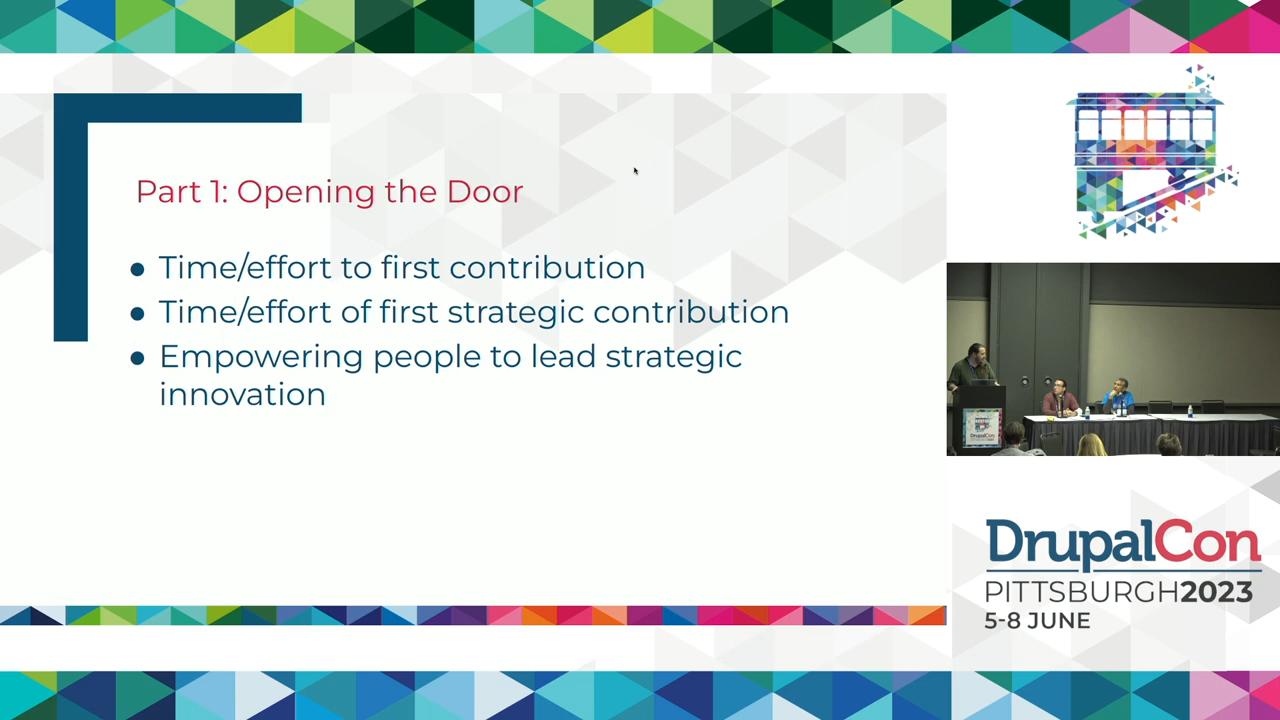 Part 1: Opening the Door
● Time/effort to first contribution
● Time/effort of first strategic contribution
● Empowering people to lead strategic
innovation
DrupalCon
DrupalCon
PITTSBURGH2023
5-8 JUNE